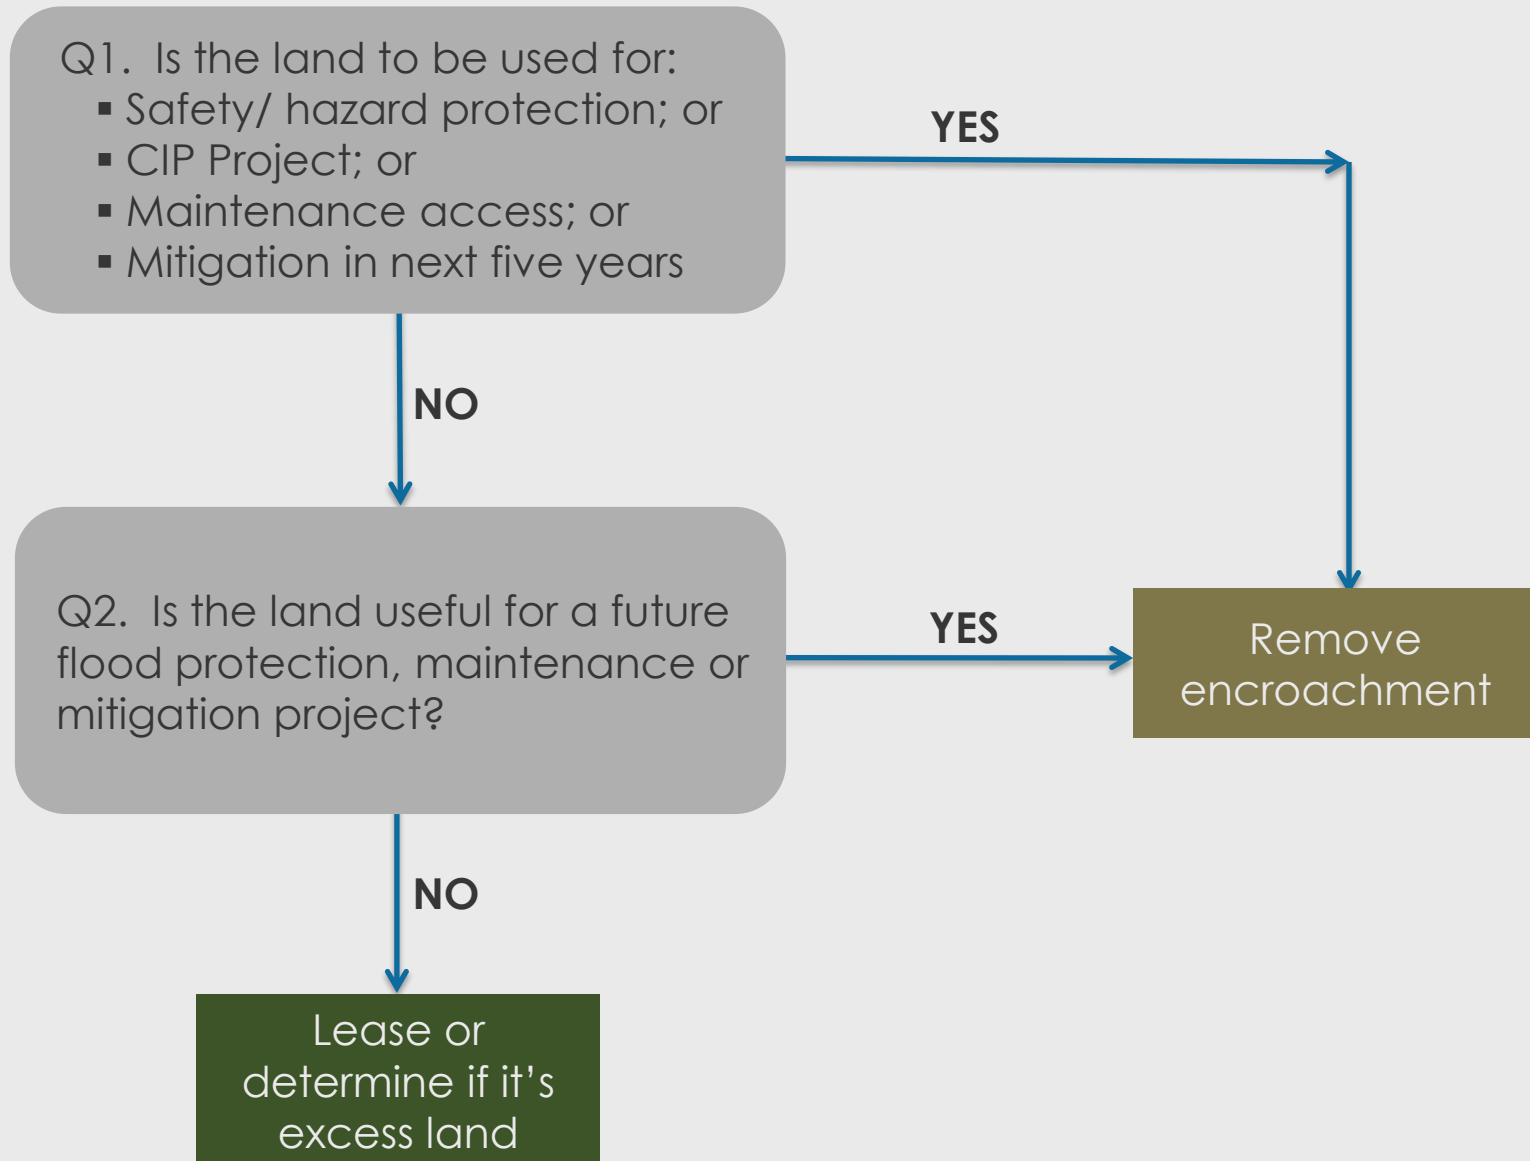 Q1. Is the land to be used for:
▪ Safety/ hazard protection; or
▪ CIP Project; or
▪ Maintenance access; or
▪ Mitigation in next five years
YES
NO
Q2. Is the land useful for a future
flood protection, maintenance or
mitigation project?
YES
Remove
encroachment
NO
Lease or
determine if it’s
excess land